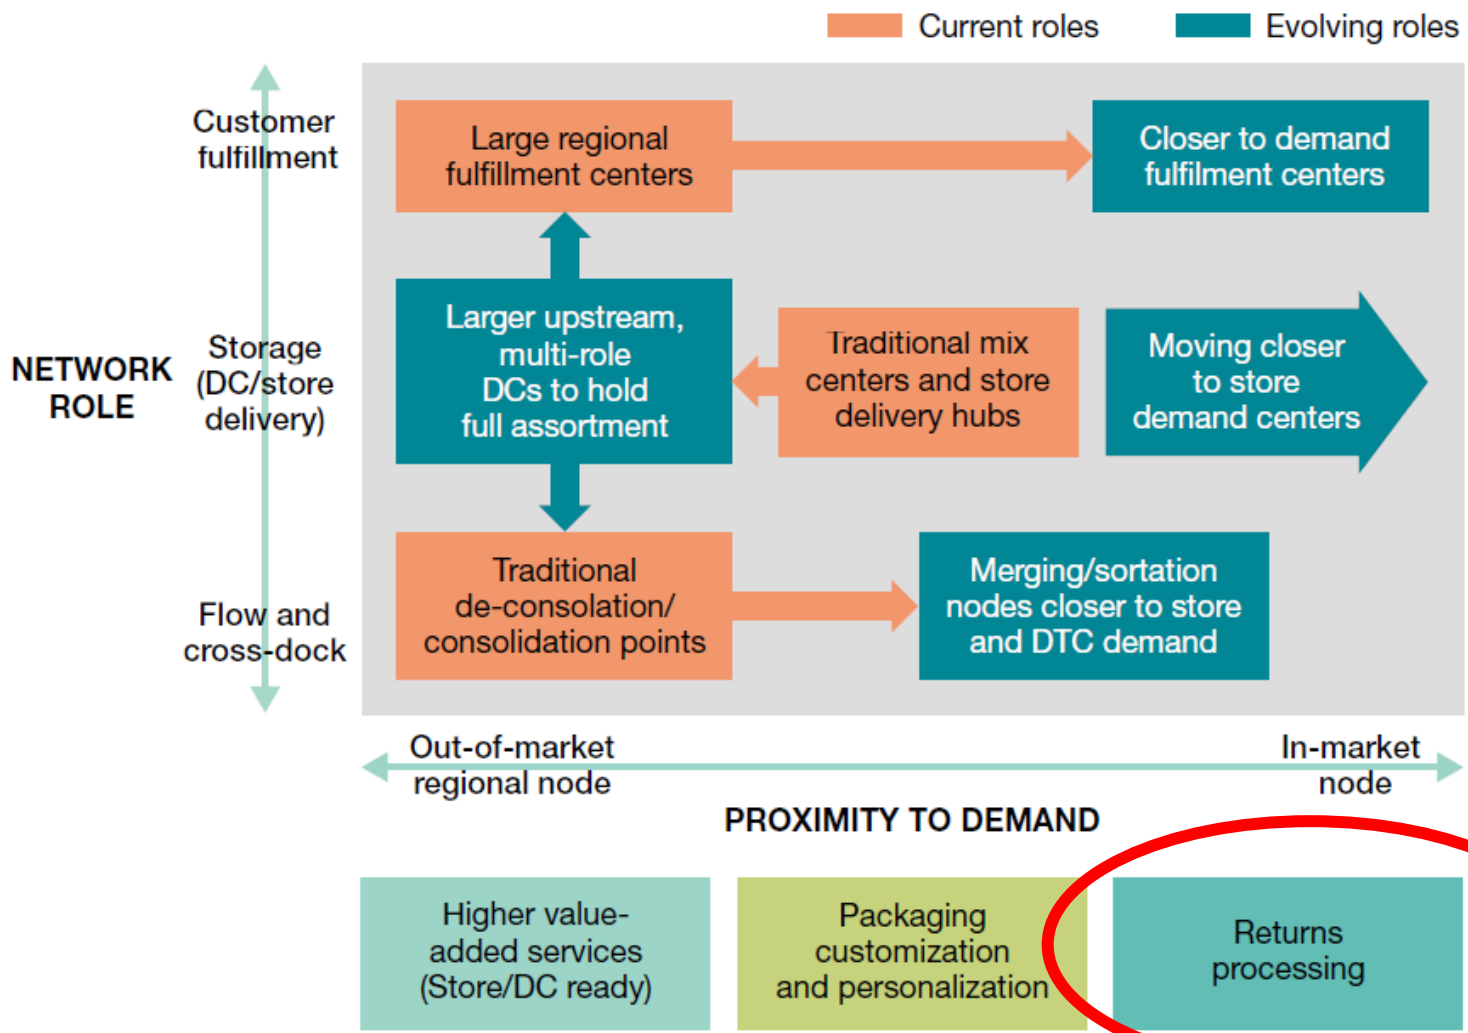 Current roles
Evolving roles
Customer
fulfillment
Large regional
fulfillment centers
Closer to demand
fulfilment centers
NETWORK
ROLE
Storage
(DC/store
delivery)
Larger upstream,
multi-role
DCs to hold
full assortment
Traditional mix
centers and store
delivery hubs
Moving closer
to store
demand centers
Flow and
cross-dock
Traditional
de-consolation/
consolidation points
Merging/sortation
nodes closer to store
and DTC demand
Out-of-market
regional node
In-market
node
PROXIMITY TO DEMAND
Higher value-
added services
(Store/DC ready)
Packaging
customization
and personalization
Returns
processing